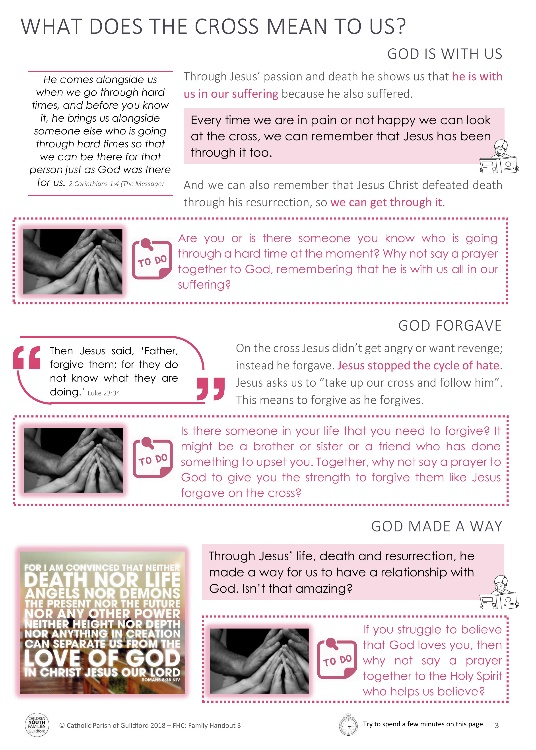 WHAT DOES THE CROSS MEAN TO US?
GOD IS WITH US
He comes alongside us
when we go through hard
times, and before you know
it, he brings us alongside
someone else who is going
through hard times so that
we can be there for that
person just as God was there
for us. 2 Corinthians 1:4 (The Message)
Through Jesus' passion and death he shows us that he is with
us in our suffering because he also suffered.
Every time we are in pain or not happy we can look
at the cross, we can remember that Jesus has been
through it too.
And we can also remember that Jesus Christ defeated death
through his resurrection, so we can get through it.
TO DO
Are you or is there someone you know who is going
through a hard time at the moment? Why not say a prayer
together to God, remembering that he is with us all in our
suffering?
GOD FORGAVE
Then Jesus said, 'Father,
forgive them; for they do
not know what they are
doing.' Luke 23:34
On the cross Jesus didn't get angry or want revenge;
instead he forgave. Jesus stopped the cycle of hate.
Jesus asks us to "take up our cross and follow him".
This means to forgive as he forgives.
TO DO
Is there someone in your life that you need to forgive? It
might be a brother or sister or a friend who has done
something to upset you. Together, why not say a prayer to
God to give you the strength to forgive them like Jesus
forgave on the cross?
GOD MADE A WAY
FOR I AM CONVINCED THAT NEITHER
DEATH NOR LIFE
ANGELS NOR DEMONS
THE PRESENT NOR THE FUTURE
NOR ANY OTHER POWER
NEITHER HEIGHT NOR DEPTH
NOR ANYTHING IN CREATION
CAN SEPARATE US FROM THE
LOVE OF GOD
IN CHRIST JESUS OUR LORD
Through Jesus' life, death and resurrection, he
made a way for us to have a relationship with
God. Isn't that amazing?
TO DO
If you struggle to believe
that God loves you, then
why not say a prayer
together to the Holy Spirit
who helps us believe?
© Catholic Parish of Guildford 2018 – FHC: Family Handout 5
Try to spend a few minutes on this page
3